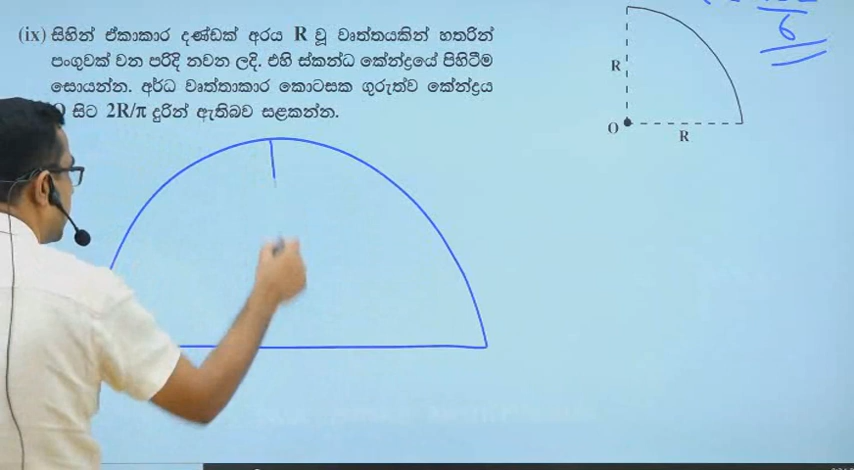 (ix) සිහින් ඒකාකාර දණ්ඩක් අරය R වූ වෘත්තයකින් හතරින්
පංගුවක් වන පරිදි නවන ලදි. එහි ස්කන්ධ කේන්ද්‍රයේ පිහිටීම
සොයන්න. අර්ධ වෘත්තාකාර කොටසක ගුරුත්ව කේන්ද්‍රය
O සිට 2R/π දුරින් ඇතිබව සළකන්න.
6
R
O
R